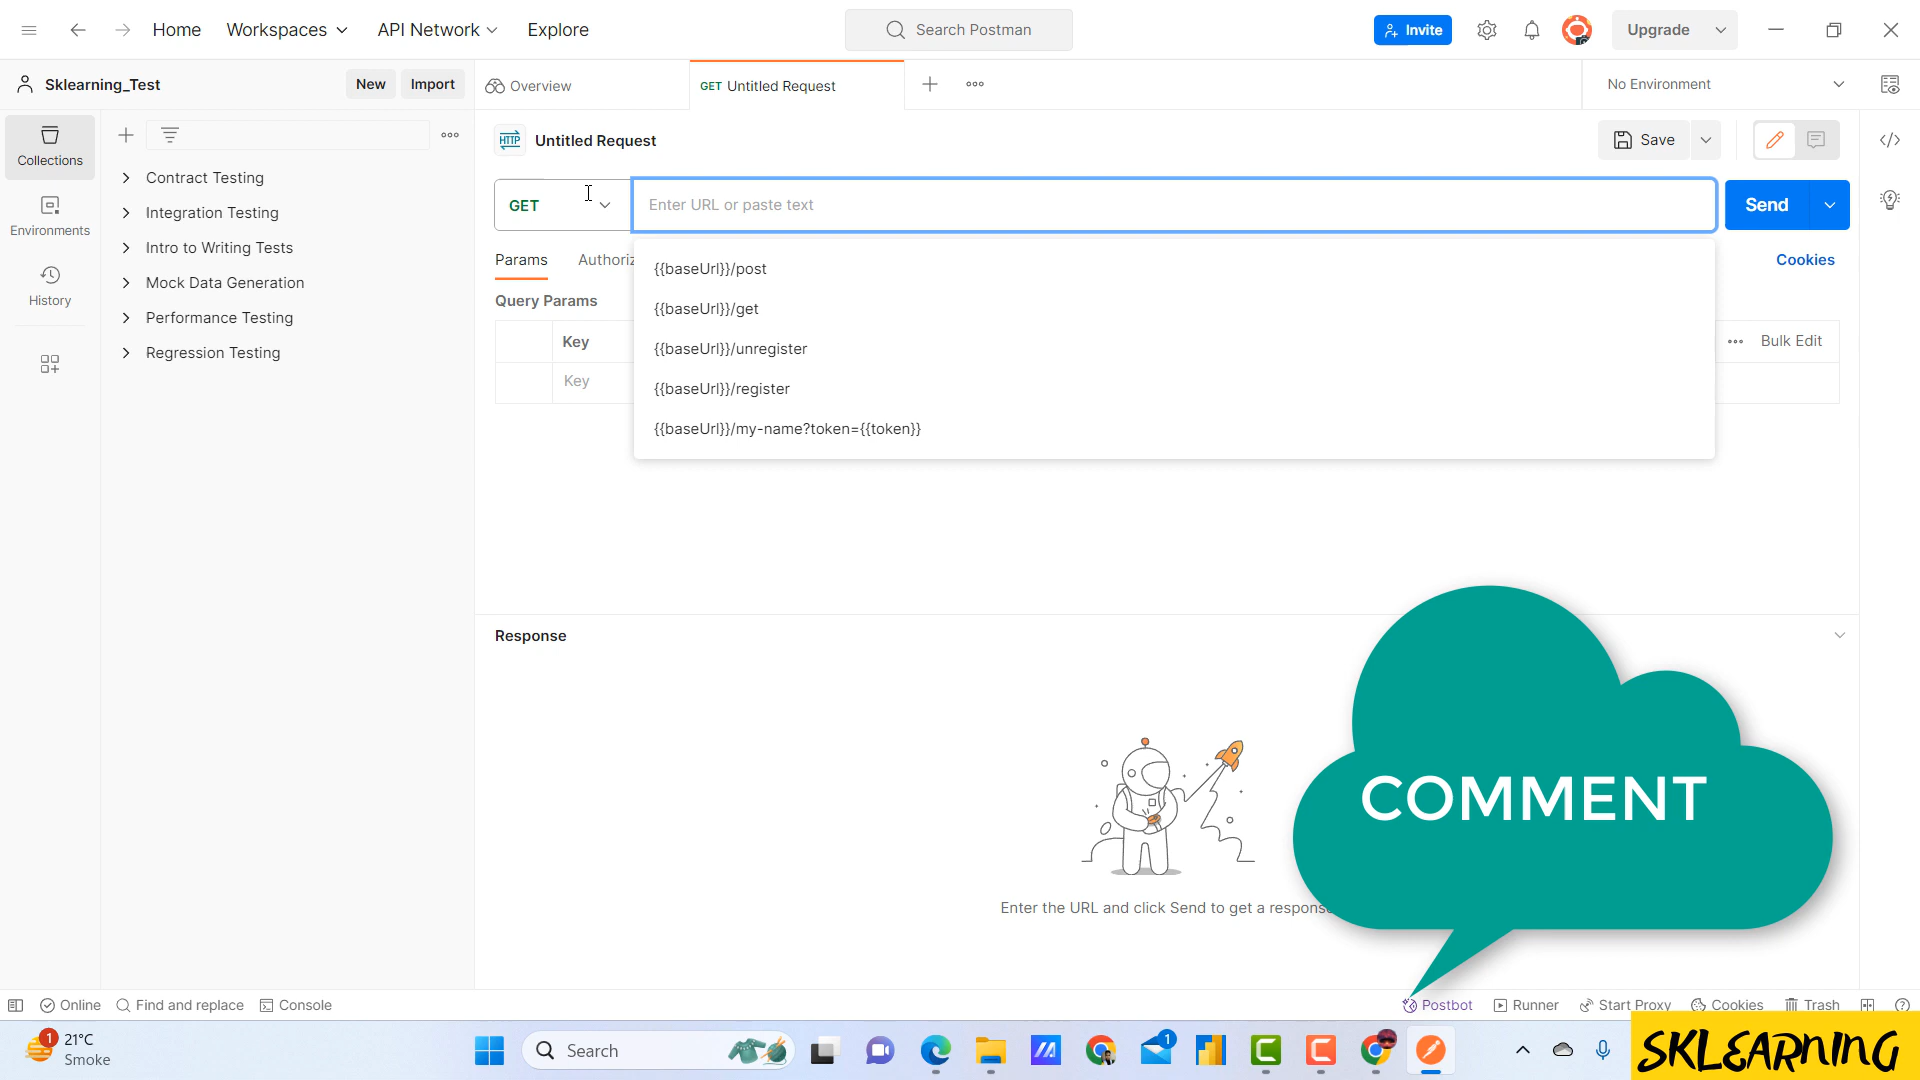 Home
Workspaces
API Network
Explore
Search Postman
Invite
Upgrade
Sklearning_Test
New
Import
Overview
GET Untitled Request
No Environment
Collections
Environments
History
Contract Testing
Integration Testing
Intro to Writing Tests
Mock Data Generation
Performance Testing
Regression Testing
HTTP
Untitled Request
Save
GET
Enter URL or paste text
Send
Params
Authoriz
Cookies
{{baseUrl}}/post
{{baseUrl}}/get
{{baseUrl}}/unregister
{{baseUrl}}/register
{{baseUrl}}/my-name?token={{token}}
Query Params
Key
Bulk Edit
Key
Response
Enter the URL and click Send to get a response
COMMENT
Online
Find and replace
Console
Postbot
Runner
Start Proxy
Cookies
Trash
1
21°C
Smoke
Search
1
SKLEARNING